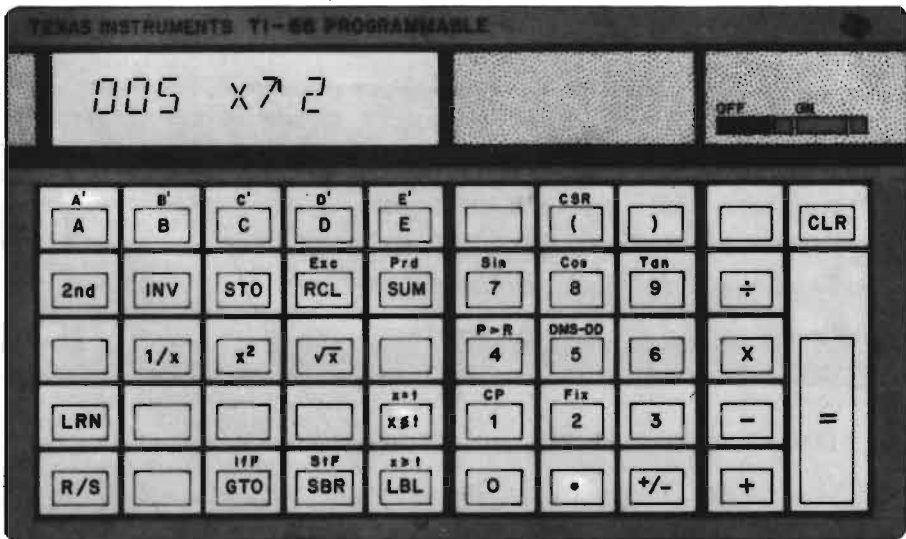 TEXAS INSTRUMENTS TI-66 PROGRAMMABLE
005 x↗2
OFF ON
A' B' C' D' E' CSR
A B C D E ( ) CLR
Exc Prd Sin Cos Tan
2nd INV STO RCL SUM 7 8 9 ÷
P>R DMS-DD
1/x x² √x 4 5 6 X
x=t CP Fix
LRN x≶t 1 2 3 − =
IfF StF x≥t
R/S GTO SBR LBL 0 • +/− +